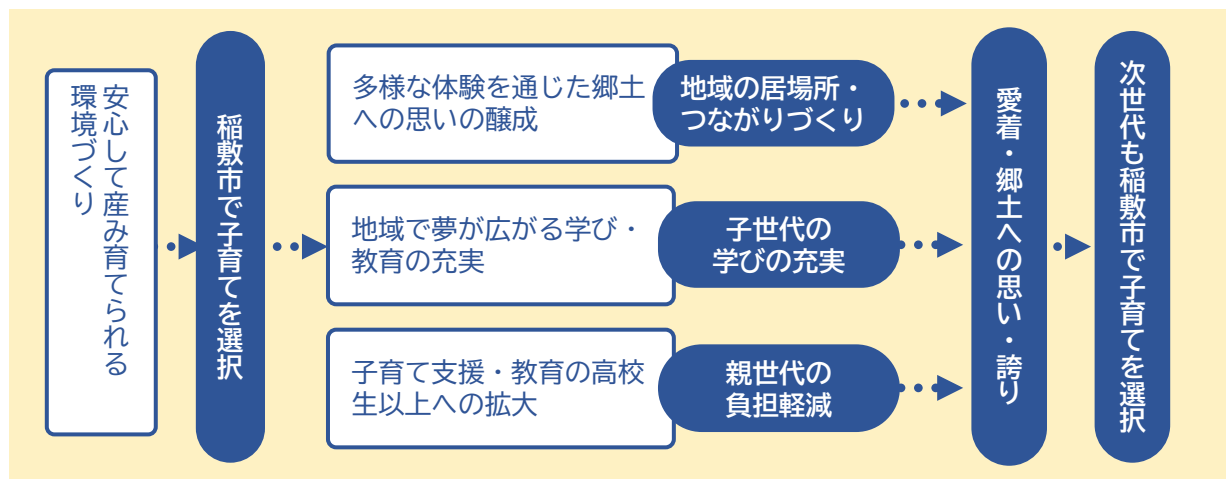 安心して産み育てられる
環境づくり
稲敷市で子育てを選択
多様な体験を通じた郷土
への思いの醸成
地域の居場所・
つながりづくり
地域で夢が広がる学び・
教育の充実
子世代の
学びの充実
子育て支援・教育の高校
生以上への拡大
親世代の
負担軽減
愛着・郷土への思い・誇り
次世代も稲敷市で子育てを選択